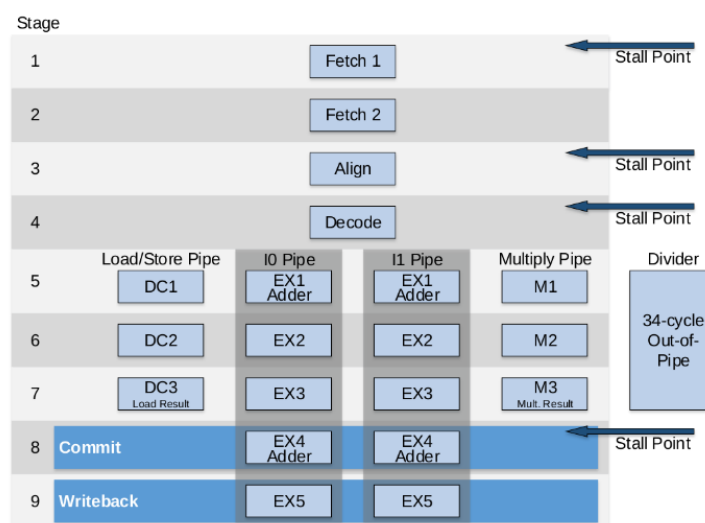 Stage
1
Fetch 1
Stall Point
2
Fetch 2
3
Align
Stall Point
4
Decode
Stall Point
Load/Store Pipe
I0 Pipe
I1 Pipe
Multiply Pipe
Divider
5
DC1
EX1
Adder
EX1
Adder
M1
34-cycle
Out-of-
Pipe
6
DC2
EX2
EX2
M2
7
DC3
Load Result
EX3
EX3
M3
Mult. Result
8
Commit
EX4
Adder
EX4
Adder
Stall Point
9
Writeback
EX5
EX5